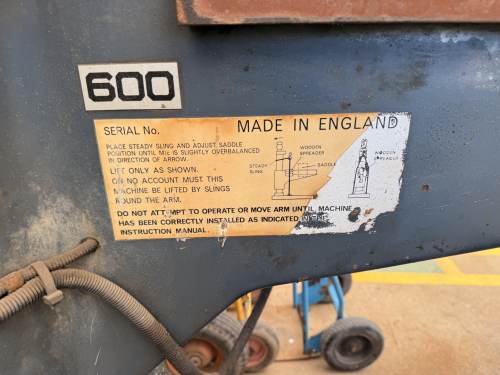 600
SERIAL No. MADE IN ENGLAND
PLACE STEADY SLING AND ADJUST SADDLE
POSITION UNTIL M/c IS SLIGHTLY OVERBALANCED
IN DIRECTION OF ARROW.
LIFT ONLY AS SHOWN.
ON NO ACCOUNT MUST THIS
MACHINE BE LIFTED BY SLINGS
ROUND THE ARM.
DO NOT ATTEMPT TO OPERATE OR MOVE ARM UNTIL MACHINE
HAS BEEN CORRECTLY INSTALLED AS INDICATED IN THE
INSTRUCTION MANUAL.
WOODEN
SPREADER
STEADY
SLING
SADDLE
WOODEN
SPREADER